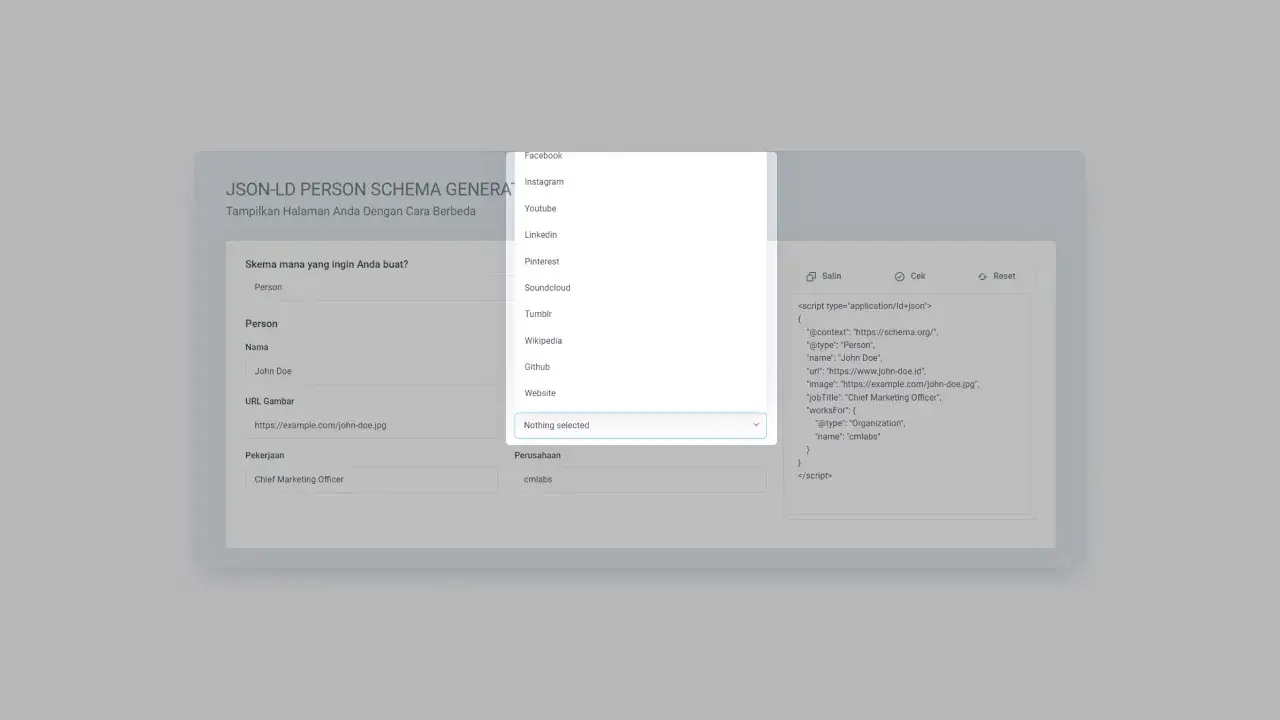 JSON-LD PERSON SCHEMA GENERAT
Tampilkan Halaman Anda Dengan Cara Berbeda
Skema mana yang ingin Anda buat?
Person
Person
Nama
John Doe
URL Gambar
https://example.com/john-doe.jpg
Pekerjaan
Chief Marketing Officer
Facebook
Instagram
Youtube
Linkedin
Pinterest
Soundcloud
Tumblr
Wikipedia
Github
Website
Nothing selected
Perusahaan
cmlabs
Salin
Cek
Reset
<script type="application/ld+json">
{
"@context": "https://schema.org/",
"@type": "Person",
"name": "John Doe",
"url": "https://www.john-doe.id",
"image": "https://example.com/john-doe.jpg",
"jobTitle": "Chief Marketing Officer",
"worksFor": {
"@type": "Organization",
"name": "cmlabs"
}
}
</script>